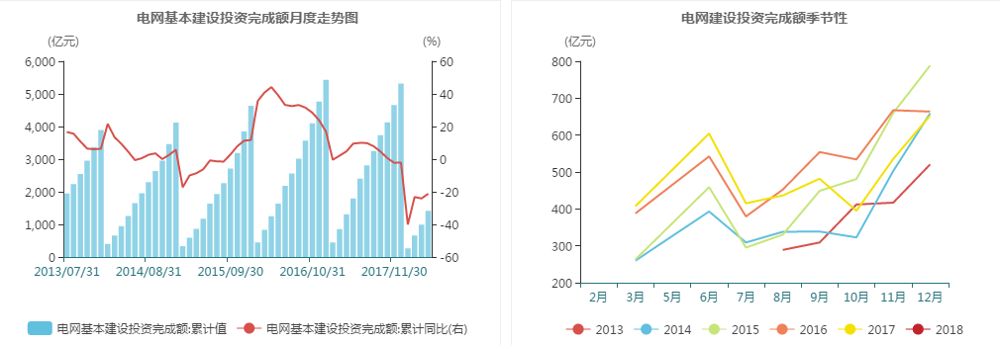 电网基本建设投资完成额月度走势图
(亿元)
(%)
6,000
5,000
4,000
3,000
2,000
1,000
0
60
40
20
0
-20
-40
-60
2013/07/31
2014/08/31
2015/09/30
2016/10/31
2017/11/30
电网基本建设投资完成额:累计值
电网基本建设投资完成额:累计同比(右)
电网建设投资完成额季节性
(亿元)
800
700
600
500
400
300
200
2月
3月
5月
6月
7月
8月
9月
10月
11月
12月
2013
2014
2015
2016
2017
2018